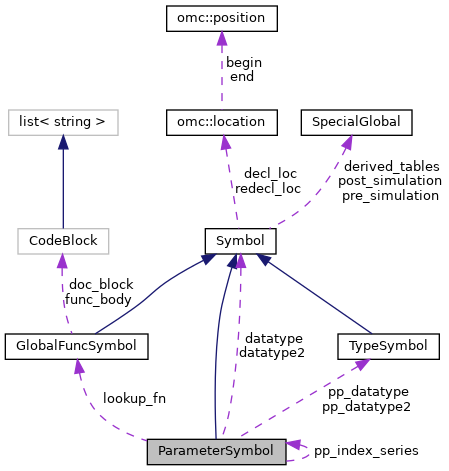 omc::position
begin
end
list< string >
omc::location
SpecialGlobal
decl_loc
redecl_loc
derived_tables
post_simulation
pre_simulation
CodeBlock
Symbol
doc_block
func_body
datatype
datatype2
GlobalFuncSymbol
TypeSymbol
lookup_fn
pp_datatype
pp_datatype2
ParameterSymbol
pp_index_series